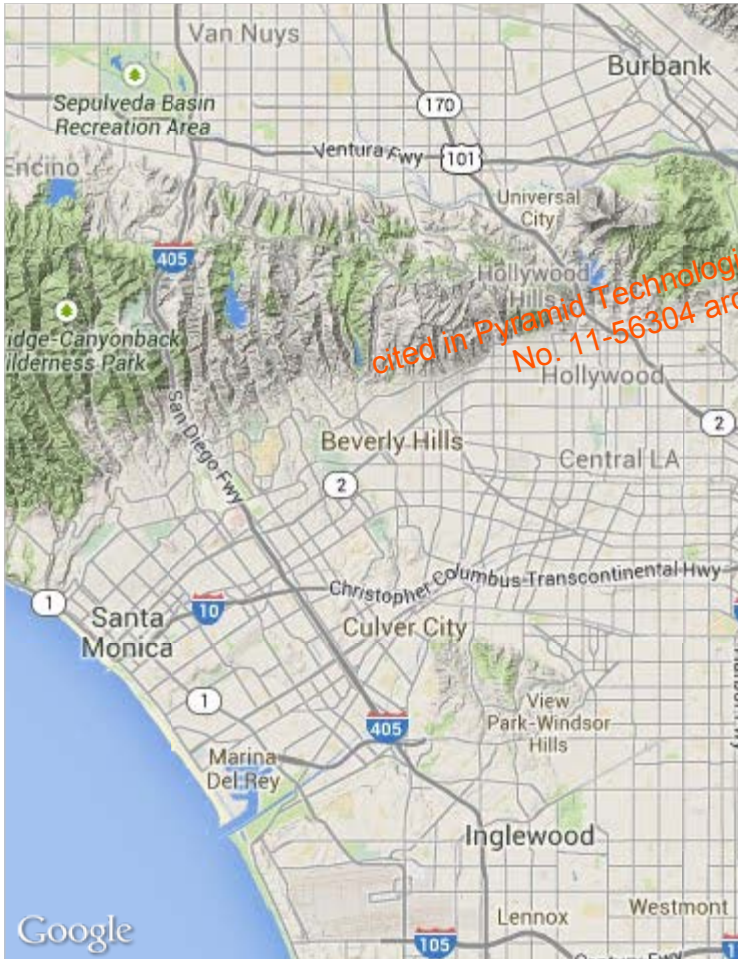 Van Nuys
Burbank
170
Sepulveda Basin
Recreation Area
Ventura Fwy
101
Encino
Universal
City
405
Hollywood
Hills
cited in Pyramid Technologi
No. 11-56304 arc
idge-Canyonback
ilderness Park
Hollywood
San Diego Fwy
2
Beverly Hills
Central LA
2
Christopher Columbus Transcontinental Hwy
1
10
Santa
Monica
Culver City
1
View
Park-Windsor
Hills
405
Marina
Del Rey
Inglewood
Google
Lennox
Westmont
105